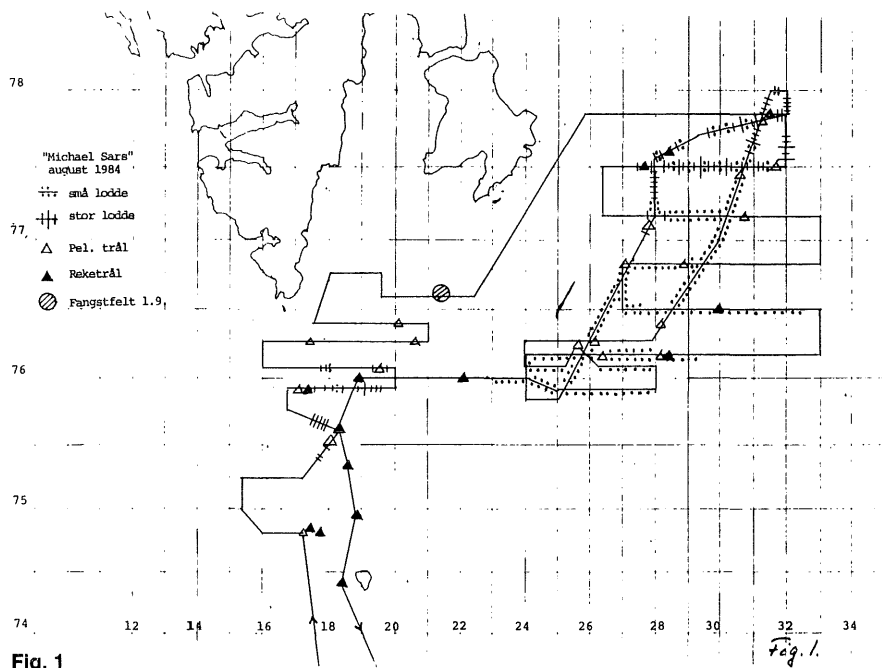 78
"Michael Sars"
august 1984
små lodde
stor lodde
77
Pel. trål
Reketrål
Fangstfelt 1.9.
76
75
74
12 14 16 18 20 22 24 26 28 30 32 34
Fig. 1.
Fig. 1